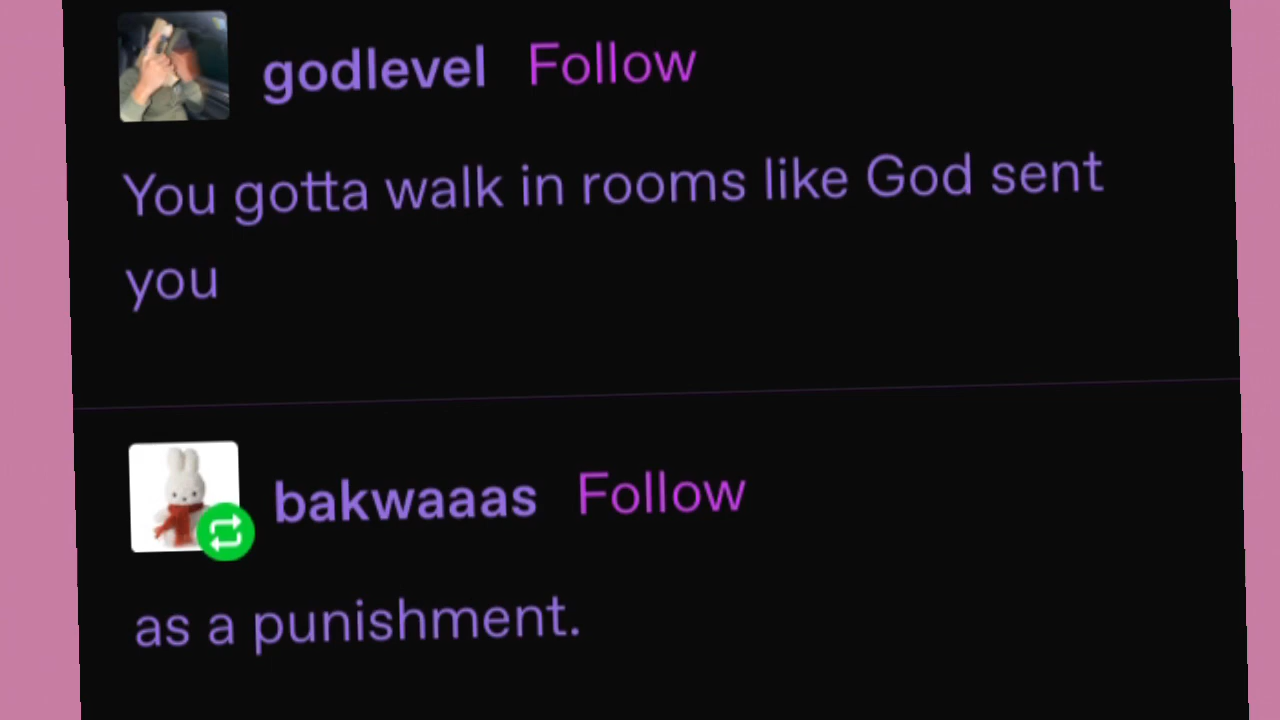 godlevel Follow
You gotta walk in rooms like God sent
you
bakwaaas Follow
as a punishment.